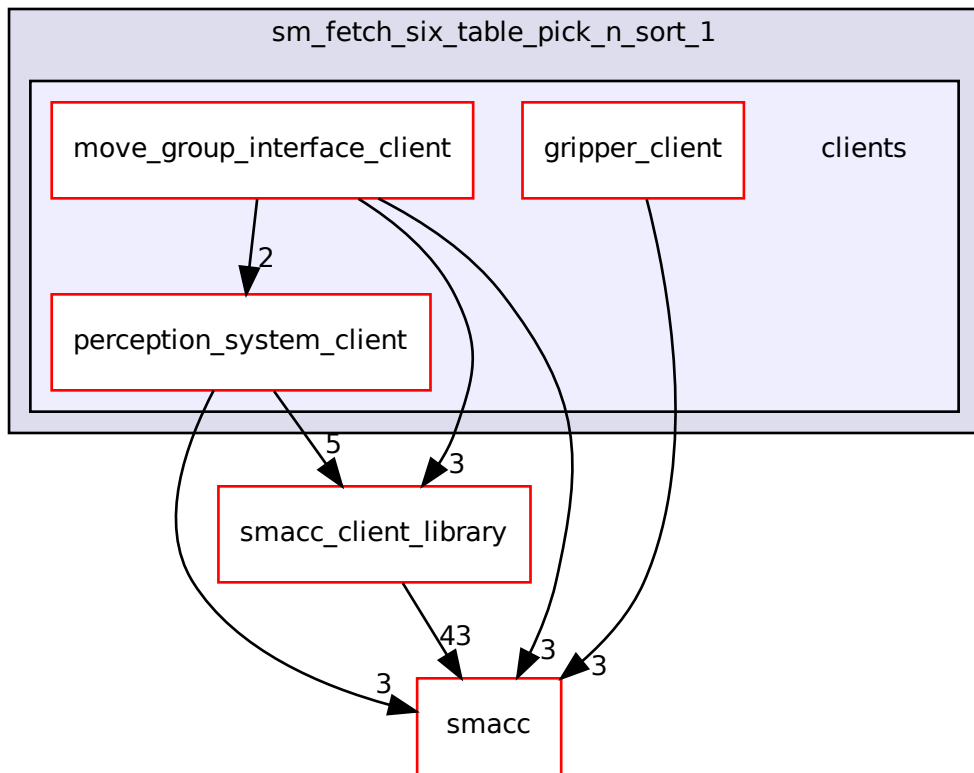 sm_fetch_six_table_pick_n_sort_1
move_group_interface_client
gripper_client
clients
2
perception_system_client
5
3
smacc_client_library
43
3
3
3
smacc